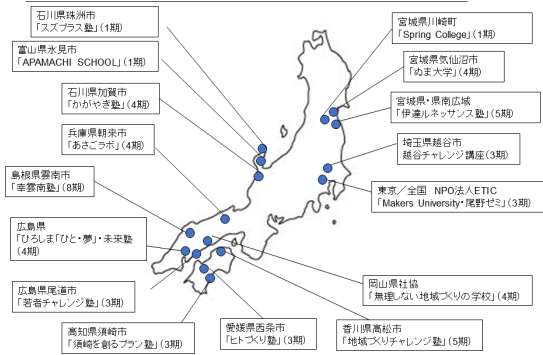 石川県珠洲市
「スズプラス塾」（1期）
富山県氷見市
「APAMACHI SCHOOL」（1期）
石川県加賀市
「かがやき塾」（4期）
兵庫県朝来市
「あさごラボ」（4期）
島根県雲南市
「幸雲南塾」（8期）
広島県
「ひろしま「ひと・夢」・未来塾
（4期）
広島県尾道市
「若者チャレンジ塾」（3期）
高知県須崎市
「須崎を創るプラン塾」（3期）
愛媛県西条市
「ヒトづくり塾」（3期）
香川県高松市
「地域づくりチャレンジ塾」（5期）
岡山県社協
「無理しない地域づくりの学校」（4期）
東京／全国 NPO法人ETIC
「Makers University・尾野ゼミ」（3期）
埼玉県越谷市
越谷チャレンジ講座（3期）
宮城県・県南広域
「伊達ルネッサンス塾」（5期）
宮城県気仙沼市
「ぬま大学」（4期）
宮城県川崎町
「Spring College」（1期）